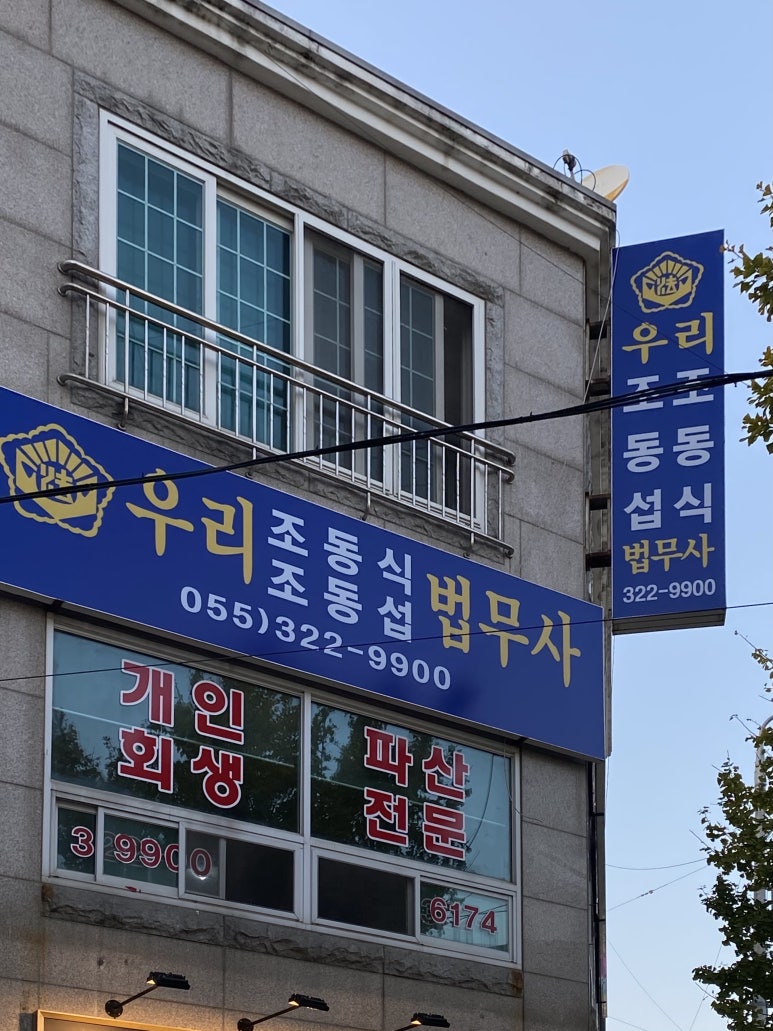 우리
조동식
조동섭
법무사
055)322-9900
우리
조동식
조동섭
법무사
322-9900
개인
회생
파산
전문
9900
6174